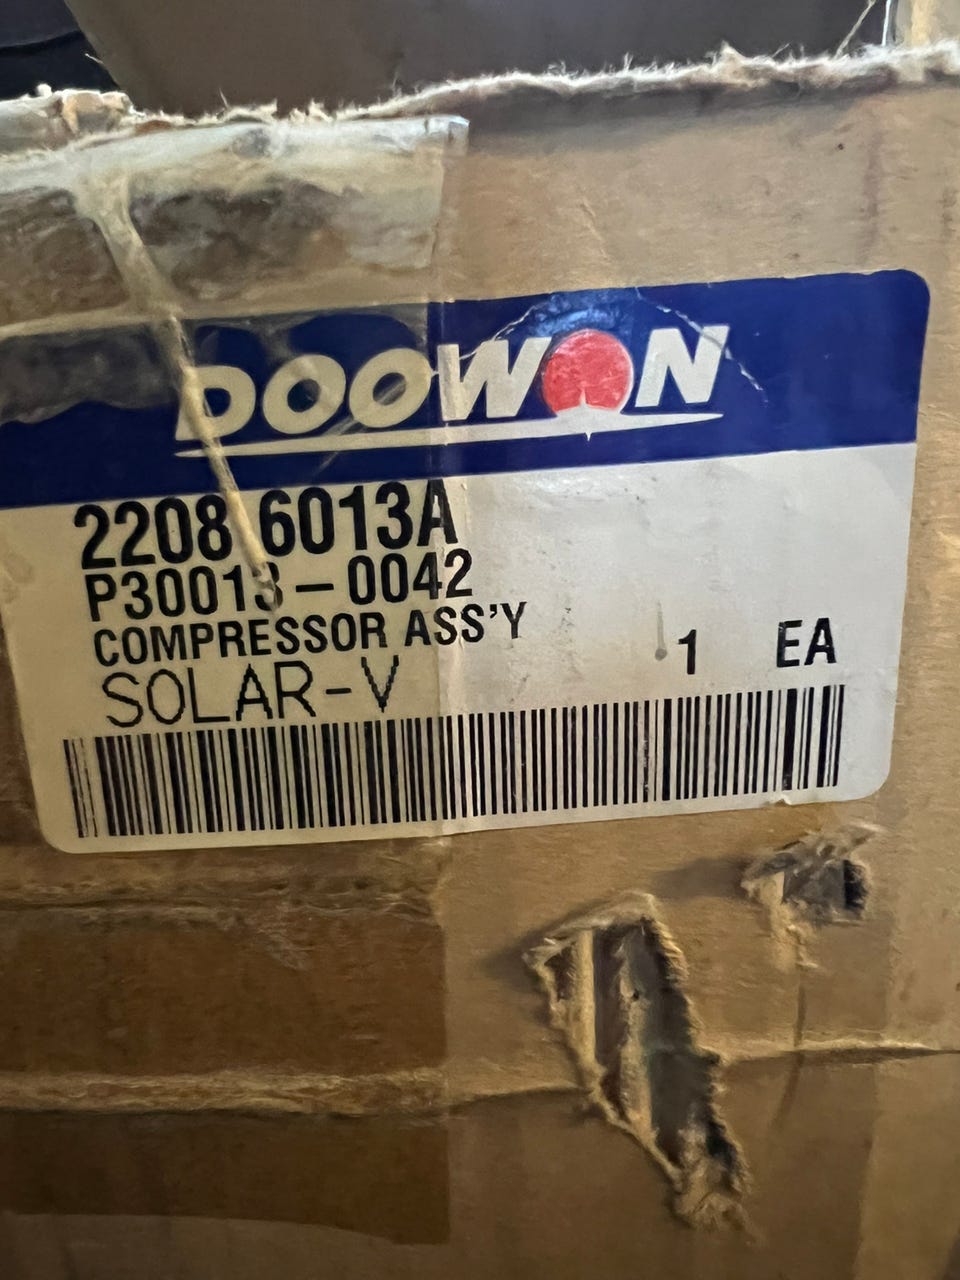 DOOWON
2208 6013A
P30013-0042
COMPRESSOR ASS'Y
SOLAR-V
1 EA